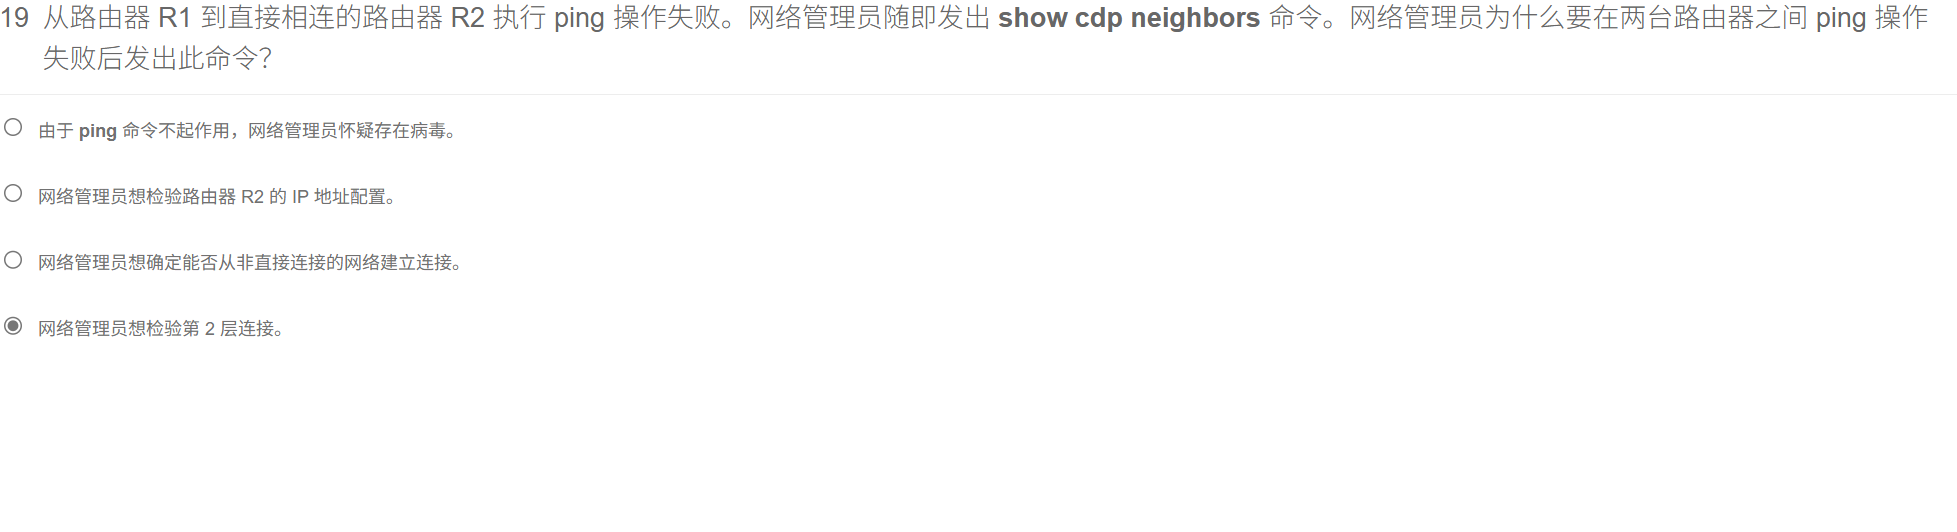 19 从路由器 R1 到直接相连的路由器 R2 执行 ping 操作失败。网络管理员随即发出 show cdp neighbors 命令。网络管理员为什么要在两台路由器之间 ping 操作
失败后发出此命令？
由于 ping 命令不起作用，网络管理员怀疑存在病毒。
网络管理员想检验路由器 R2 的 IP 地址配置。
网络管理员想确定能否从非直接连接的网络建立连接。
网络管理员想检验第 2 层连接。